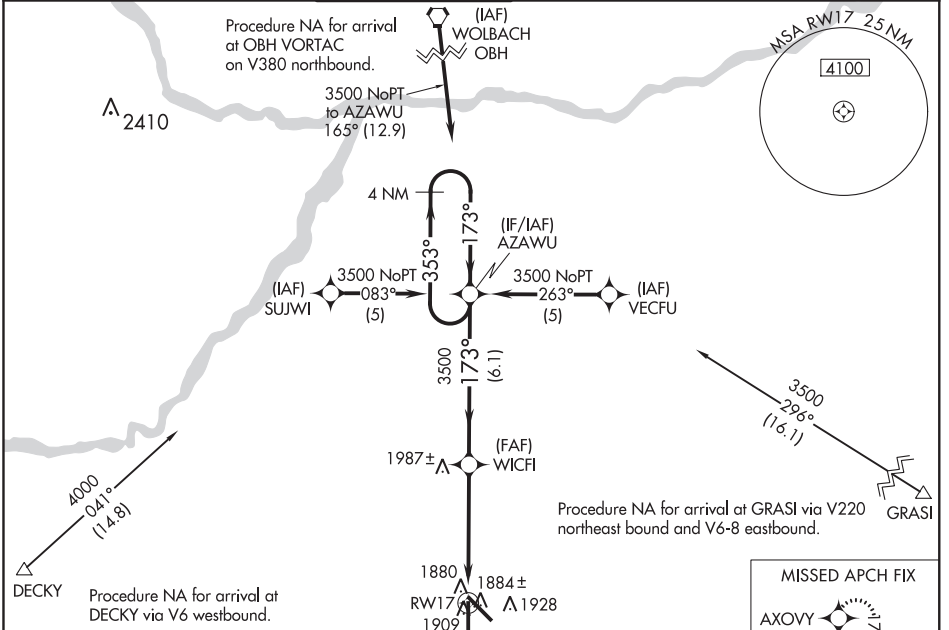 Procedure NA for arrival
at OBH VORTAC
on V380 northbound.
(IAF)
WOLBACH
OBH
MSA RW17 25 NM
4100
2410
3500 NoPT
to AZAWU
165° (12.9)
4 NM
353°
173°
(IF/IAF)
AZAWU
(IAF)
SUJWI
3500 NoPT
083°
(5)
3500 NoPT
263°
(5)
(IAF)
VECFU
3500
173°
(6.1)
3500
296°
(16.1)
GRASI
1987±
(FAF)
WICFI
4000
041°
(14.8)
DECKY
Procedure NA for arrival at GRASI via V220
northeast bound and V6-8 eastbound.
Procedure NA for arrival at
DECKY via V6 westbound.
1880
1884±
RW17
1928
1909
MISSED APCH FIX
AXOVY